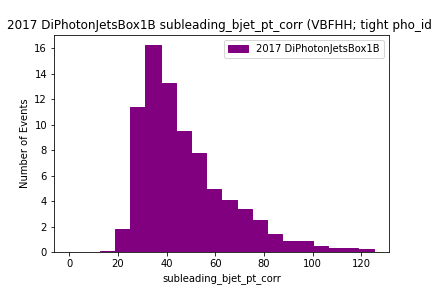 2017 DiPhotonJetsBox1B subleading_bjet_pt_corr (VBFHH; tight pho_id
2017 DiPhotonJetsBox1B
Number of Events
16
14
12
10
8
6
4
2
0
0 20 40 60 80 100 120
subleading_bjet_pt_corr